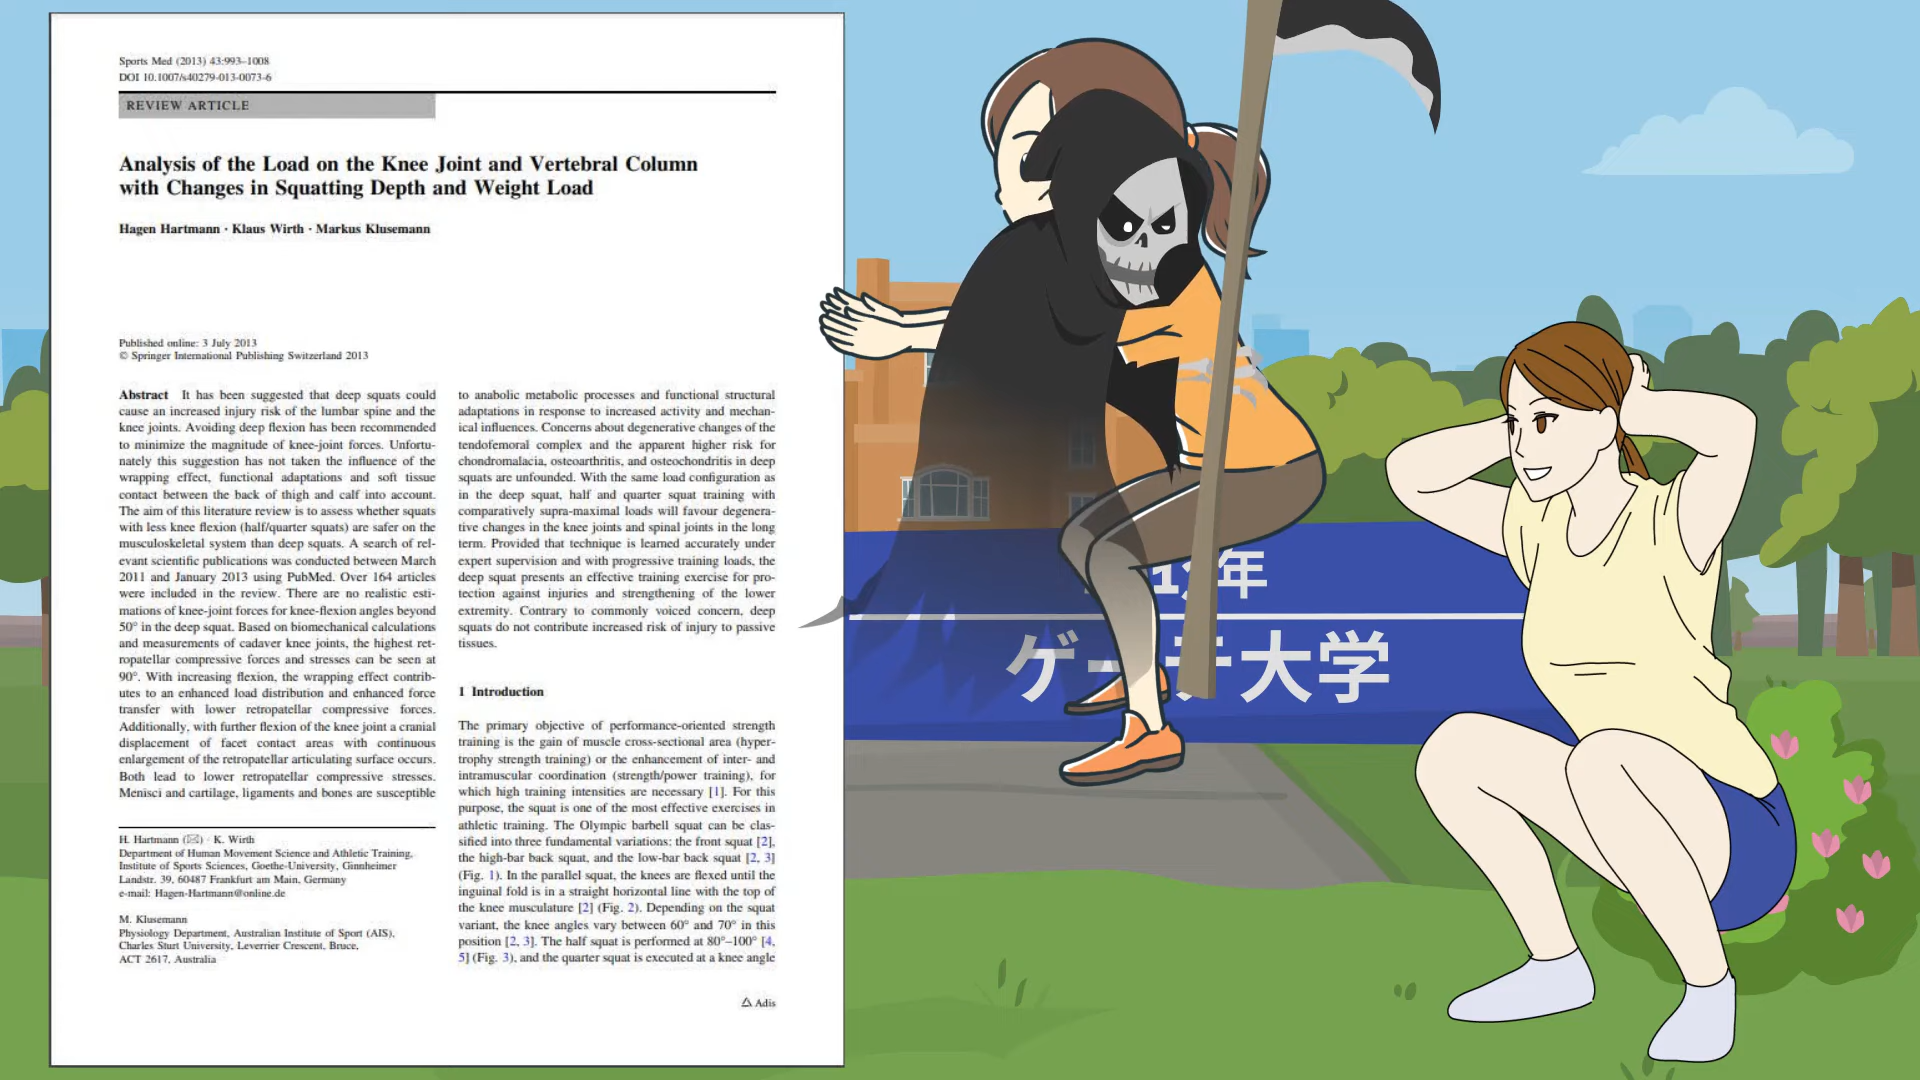 Sports Med (2013) 43:993–1008
DOI 10.1007/s40279-013-0073-6
REVIEW ARTICLE
Analysis of the Load on the Knee Joint and Vertebral Column
with Changes in Squatting Depth and Weight Load
Hagen Hartmann · Klaus Wirth · Markus Klusemann
Published online: 3 July 2013
© Springer International Publishing Switzerland 2013
Abstract It has been suggested that deep squats could
cause an increased injury risk of the lumbar spine and the
knee joints. Avoiding deep flexion has been recommended
to minimize the magnitude of knee-joint forces. Unfortu-
nately this suggestion has not taken the influence of the
wrapping effect, functional adaptations and soft tissue
contact between the back of thigh and calf into account.
The aim of this literature review is to assess whether squats
with less knee flexion (half/quarter squats) are safer on the
musculoskeletal system than deep squats. A search of rel-
evant scientific publications was conducted between March
2011 and January 2013 using PubMed. Over 164 articles
were included in the review. There are no realistic esti-
mations of knee-joint forces for knee-flexion angles beyond
50° in the deep squat. Based on biomechanical calculations
and measurements of cadaver knee joints, the highest ret-
ropatellar compressive forces and stresses can be seen at
90°. With increasing flexion, the wrapping effect contrib-
utes to an enhanced load distribution and enhanced force
transfer with lower retropatellar compressive forces.
Additionally, with further flexion of the knee joint a cranial
displacement of facet contact areas with continuous
enlargement of the retropatellar articulating surface occurs.
Both lead to lower retropatellar compressive stresses.
Menisci and cartilage, ligaments and bones are susceptible
to anabolic metabolic processes and functional structural
adaptations in response to increased activity and mechan-
ical influences. Concerns about degenerative changes of the
tendofemoral complex and the apparent higher risk for
chondromalacia, osteoarthritis, and osteochondritis in deep
squats are unfounded. With the same load configuration as
in the deep squat, half and quarter squat training with
comparatively supra-maximal loads will favour degenera-
tive changes in the knee joints and spinal joints in the long
term. Provided that technique is learned accurately under
expert supervision and with progressive training loads, the
deep squat presents an effective training exercise for pro-
tection against injuries and strengthening of the lower
extremity. Contrary to commonly voiced concern, deep
squats do not contribute increased risk of injury to passive
tissues.
1 Introduction
The primary objective of performance-oriented strength
training is the gain of muscle cross-sectional area (hyper-
trophy strength training) or the enhancement of inter- and
intramuscular coordination (strength/power training), for
which high training intensities are necessary [1]. For this
purpose, the squat is one of the most effective exercises in
athletic training. The Olympic barbell squat can be clas-
sified into three fundamental variations: the front squat [2],
the high-bar back squat, and the low-bar back squat [2, 3]
(Fig. 1). In the parallel squat, the knees are flexed until the
inguinal fold is in a straight horizontal line with the top of
the knee musculature [2] (Fig. 2). Depending on the squat
variant, the knee angles vary between 60° and 70° in this
position [2, 3]. The half squat is performed at 80°–100° [4,
5] (Fig. 3), and the quarter squat is executed at a knee angle
H. Hartmann (✉) · K. Wirth
Department of Human Movement Science and Athletic Training,
Institute of Sports Sciences, Goethe-University, Ginnheimer
Landstr. 39, 60487 Frankfurt am Main, Germany
e-mail: Hagen-Hartmann@online.de
M. Klusemann
Physiology Department, Australian Institute of Sport (AIS),
Charles Sturt University, Leverrier Crescent, Bruce,
ACT 2617, Australia
Adis
年
ゲーテ大学